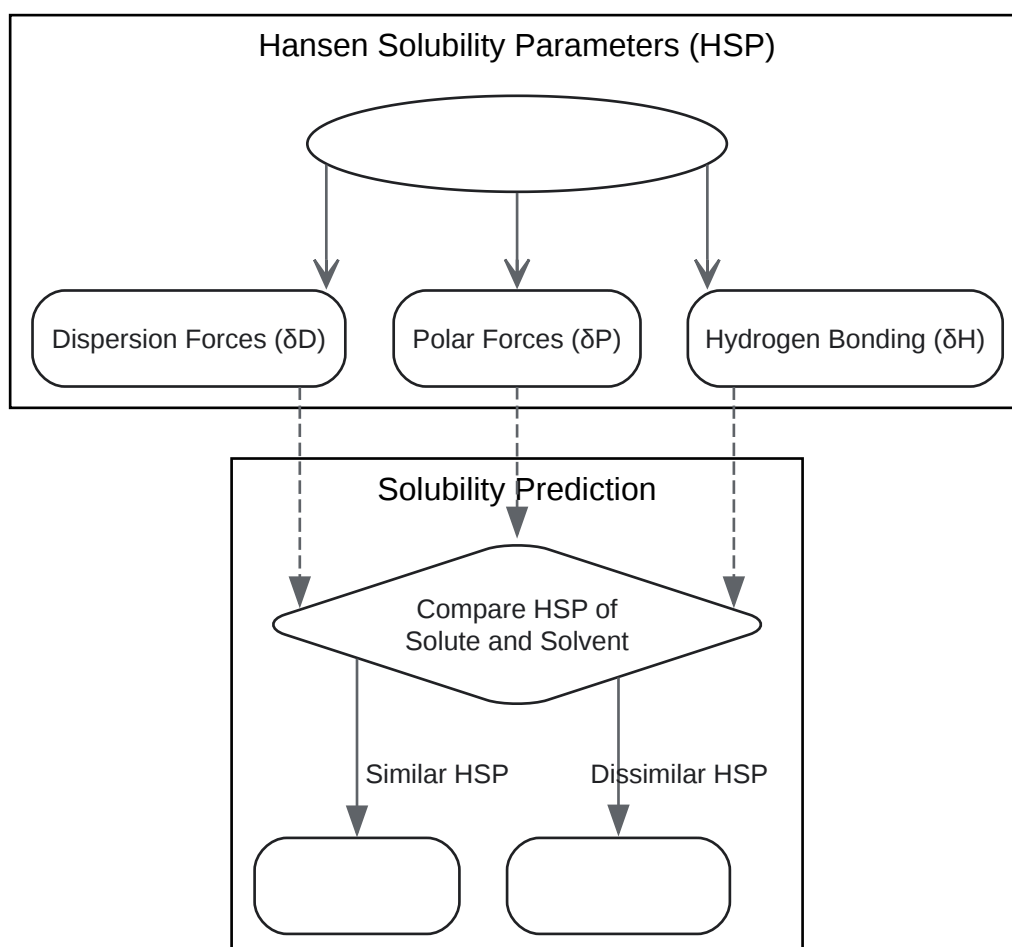 Hansen Solubility Parameters (HSP)
Dispersion Forces (δD)
Polar Forces (δP)
Hydrogen Bonding (δH)
Solubility Prediction
Compare HSP of
Solute and Solvent
Similar HSP
Dissimilar HSP